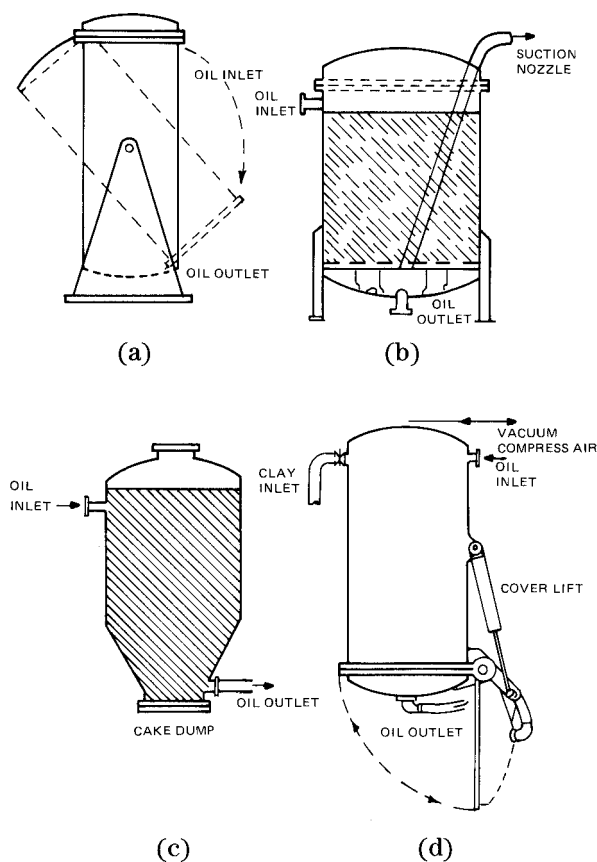 OIL INLET
OIL OUTLET
(a)
SUCTION
NOZZLE
OIL
INLET
OIL
OUTLET
(b)
OIL
INLET
OIL OUTLET
CAKE DUMP
(c)
VACUUM
COMPRESS AIR
CLAY
INLET
OIL
INLET
COVER LIFT
OIL OUTLET
(d)